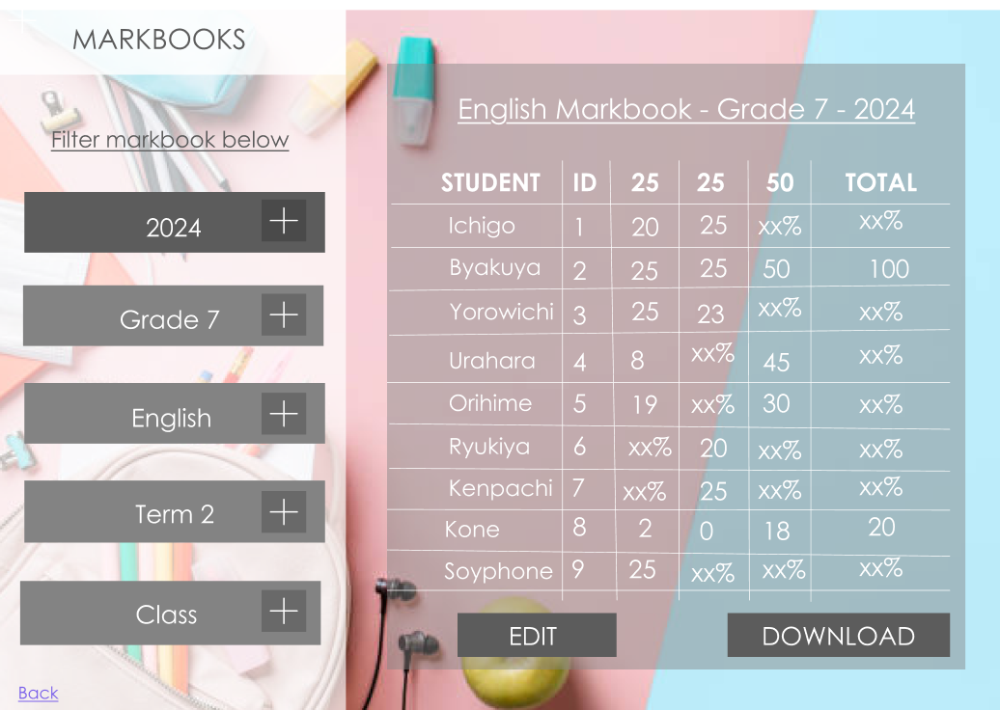 MARKBOOKS
Filter markbook below
2024
Grade 7
English
Term 2
Class
Back
English Markbook - Grade 7 - 2024
STUDENT ID 25 25 50 TOTAL
Ichigo 1 20 25 xx% xx%
Byakuya 2 25 25 50 100
Yorowichi 3 25 23 xx% xx%
Urahara 4 8 xx% 45 xx%
Orihime 5 19 xx% 30 xx%
Ryukiya 6 xx% 20 xx% xx%
Kenpachi 7 xx% 25 xx% xx%
Kone 8 2 0 18 20
Soyphone 9 25 xx% xx% xx%
EDIT DOWNLOAD